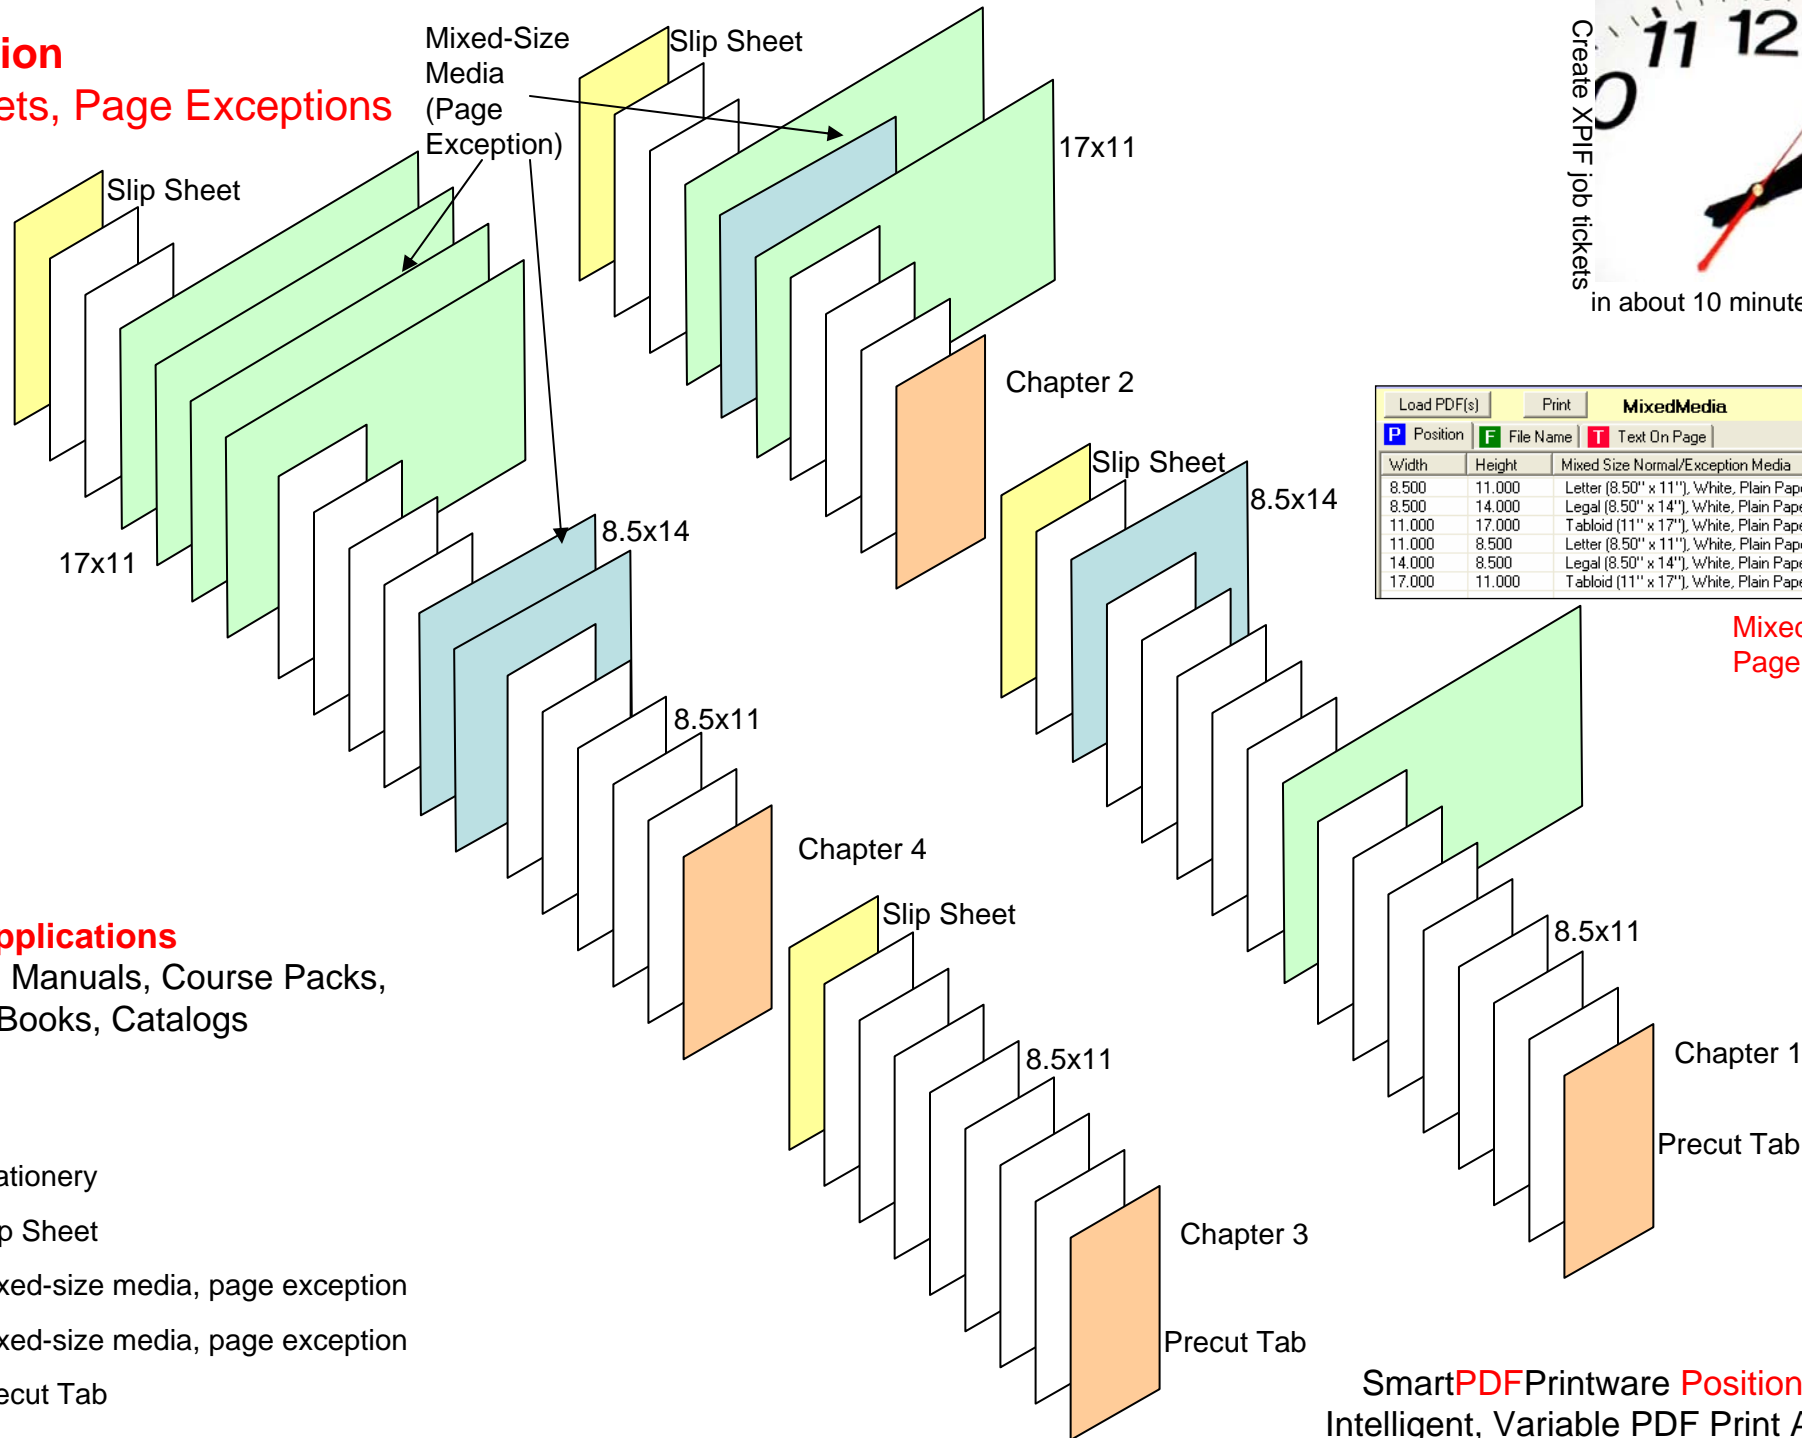 ets, Page Exceptions
Mixed-Size
Media
(Page
Exception)
Slip Sheet
17x11
Slip Sheet
Create XPIF job tickets
11 12
in about 10 minute
Chapter 2
Load PDF(s) Print MixedMedia
P Position F File Name T Text On Page
Width Height Mixed Size Normal/Exception Media
8.500 11.000 Letter (8.50" x 11"), White, Plain Pape
8.500 14.000 Legal (8.50" x 14"), White, Plain Pape
11.000 17.000 Tabloid (11" x 17"), White, Plain Pape
11.000 8.500 Letter (8.50" x 11"), White, Plain Pape
14.000 8.500 Legal (8.50" x 14"), White, Plain Pape
17.000 11.000 Tabloid (11" x 17"), White, Plain Pape
Mixed
Page
Slip Sheet
8.5x14
17x11
8.5x14
8.5x11
Chapter 4
Slip Sheet
8.5x11
pplications
Manuals, Course Packs,
Books, Catalogs
8.5x11
Chapter 1
Precut Tab
ationery
p Sheet
xed-size media, page exception
xed-size media, page exception
ecut Tab
Chapter 3
Precut Tab
SmartPDFPrintware Position
Intelligent, Variable PDF Print A